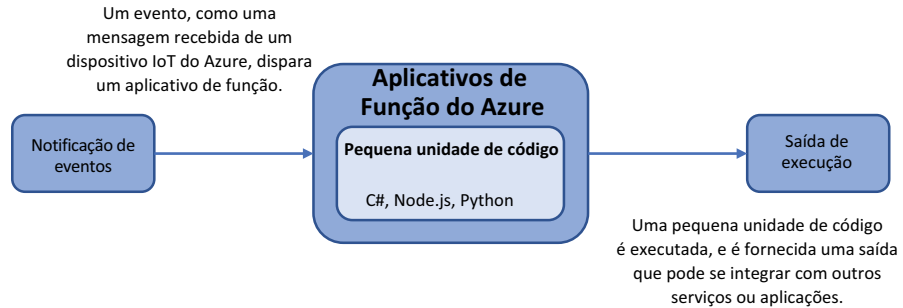 Um evento, como uma
mensagem recebida de um
dispositivo IoT do Azure, dispara
um aplicativo de função.
Aplicativos de
Função do Azure
Notificação de
eventos
Pequena unidade de código
C#, Node.js, Python
Saída de
execução
Uma pequena unidade de código
é executada, e é fornecida uma saída
que pode se integrar com outros
serviços ou aplicações.